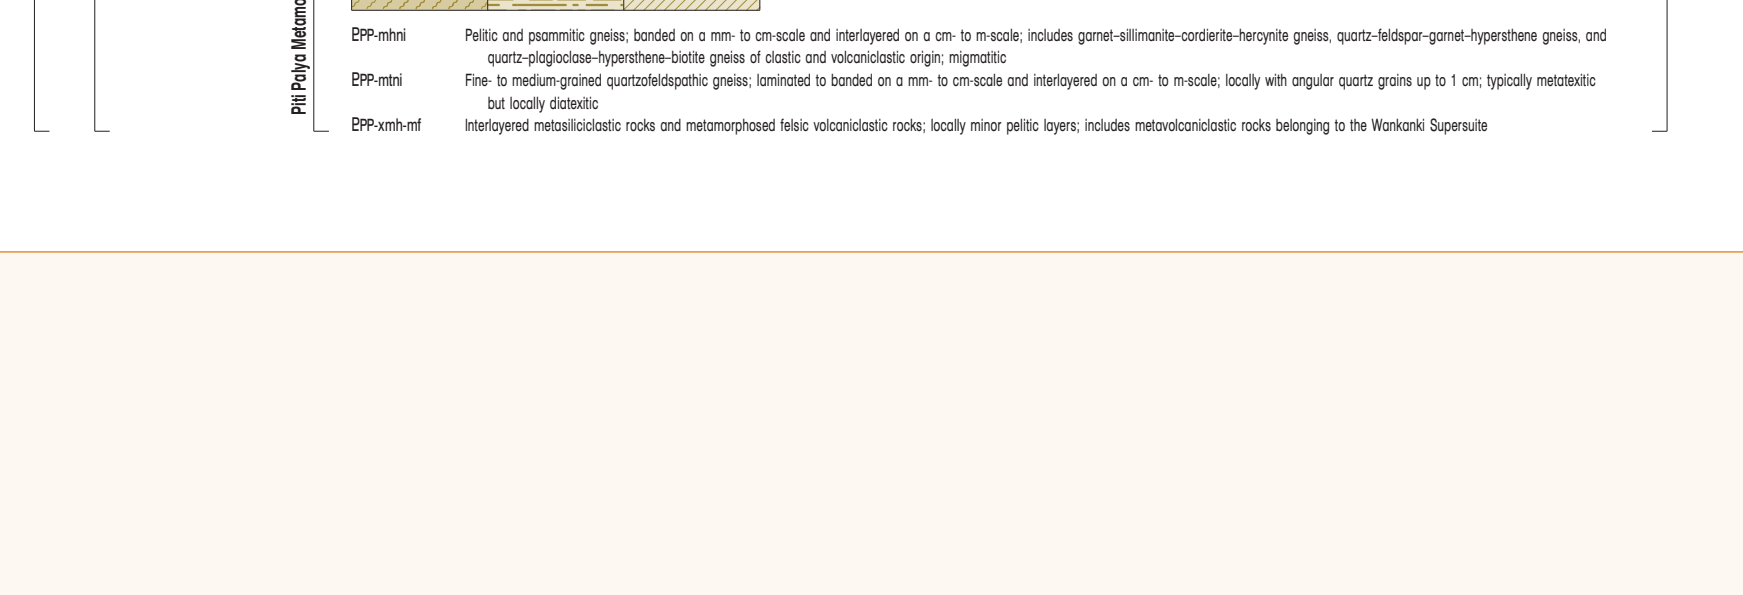 Piti Palya Metamo
PPP-mhni Pelitic and psammitic gneiss; banded on a mm- to cm-scale and interlayered on a cm- to m-scale; includes garnet–sillimanite–cordierite–hercynite gneiss, quartz–feldspar–garnet–hypersthene gneiss, and
quartz–plagioclase–hypersthene–biotite gneiss of clastic and volcaniclastic origin; migmatitic
PPP-mtni Fine- to medium-grained quartzofeldspathic gneiss; laminated to banded on a mm- to cm-scale and interlayered on a cm- to m-scale; locally with angular quartz grains up to 1 cm; typically metatexitic
but locally diatexitic
PPP-xmh-mf Interlayered metasiliciclastic rocks and metamorphosed felsic volcaniclastic rocks; locally minor pelitic layers; includes metavolcaniclastic rocks belonging to the Wankanki Supersuite